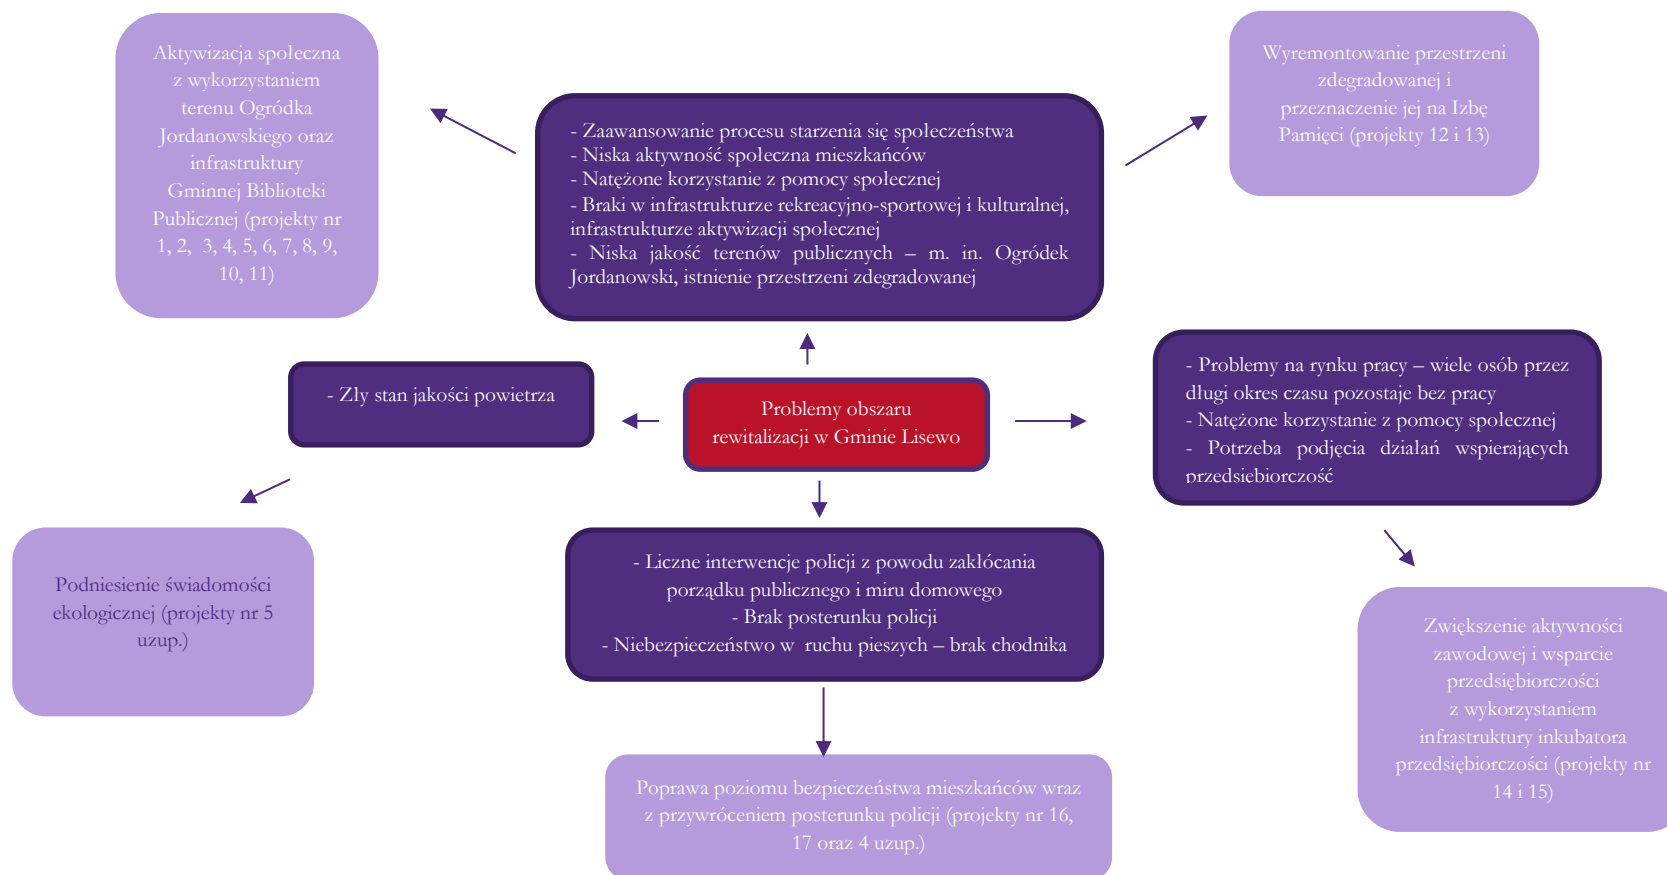 Aktywizacja społeczna
z wykorzystaniem
terenu Ogródka
Jordanowskiego oraz
infrastruktury
Gminnej Biblioteki
Publicznej (projekty nr
1, 2, 3, 4, 5, 6, 7, 8, 9,
10, 11)
- Zaawansowanie procesu starzenia się społeczeństwa
- Niska aktywność społeczna mieszkańców
- Natężone korzystanie z pomocy społecznej
- Braki w infrastrukturze rekreacyjno-sportowej i kulturalnej,
infrastrukturze aktywizacji społecznej
- Niska jakość terenów publicznych – m. in. Ogródek
Jordanowski, istnienie przestrzeni zdegradowanej
Wyremontowanie przestrzeni
zdegradowanej i
przeznaczenie jej na Izbę
Pamięci (projekty 12 i 13)
- Zły stan jakości powietrza
Problemy obszaru
rewitalizacji w Gminie Lisewo
- Problemy na rynku pracy – wiele osób przez
długi okres czasu pozostaje bez pracy
- Natężone korzystanie z pomocy społecznej
- Potrzeba podjęcia działań wspierających
przedsiębiorczość
Podniesienie świadomości
ekologicznej (projekty nr 5
uzup.)
- Liczne interwencje policji z powodu zakłócania
porządku publicznego i miru domowego
- Brak posterunku policji
- Niebezpieczeństwo w ruchu pieszych – brak chodnika
Zwiększenie aktywności
zawodowej i wsparcie
przedsiębiorczości
z wykorzystaniem
infrastruktury inkubatora
przedsiębiorczości (projekty nr
14 i 15)
Poprawa poziomu bezpieczeństwa mieszkańców wraz
z przywróceniem posterunku policji (projekty nr 16,
17 oraz 4 uzup.)